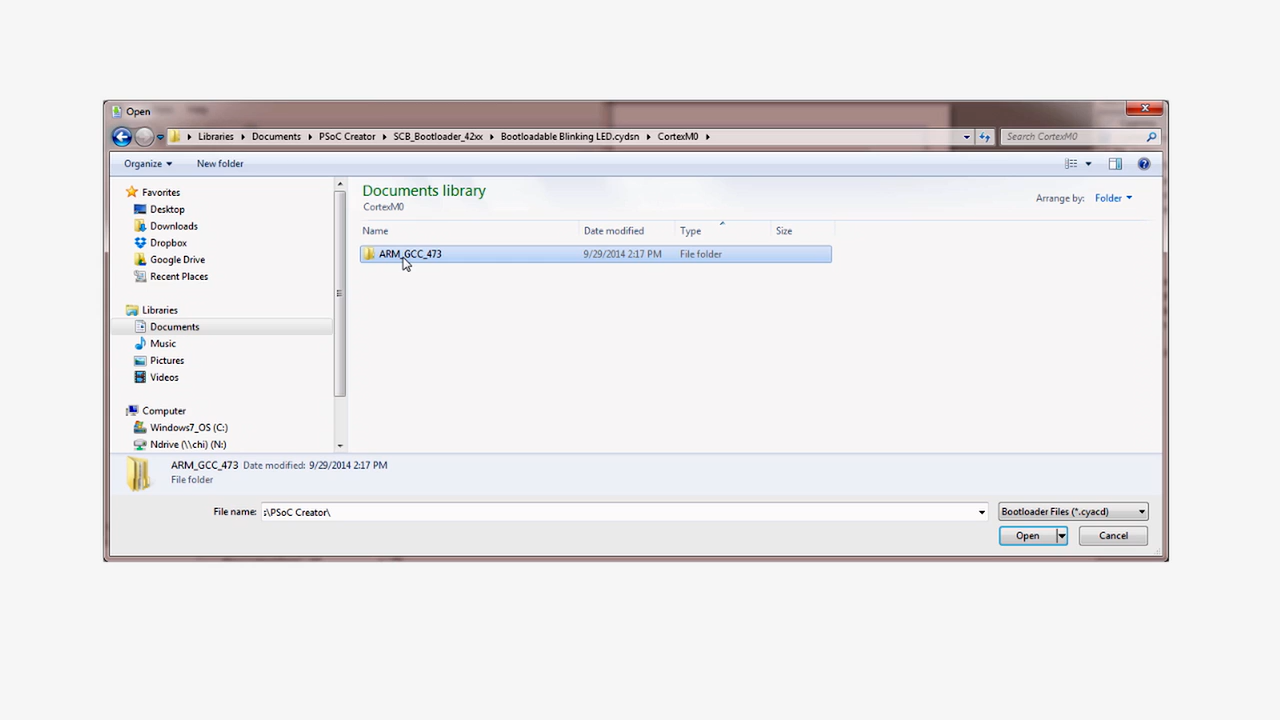 Open
Libraries Documents PSoC Creator SCB_Bootloader_42xx Bootloadable Blinking LED.cydsn CortexM0 Search CortexM0
Organize New folder
Favorites
Desktop
Downloads
Dropbox
Google Drive
Recent Places
Libraries
Documents
Music
Pictures
Videos
Computer
Windows7_OS (C:)
Ndrive (\\chi) (N:)
Documents library
CortexM0
Arrange by: Folder
Name Date modified Type Size
ARM_GCC_473 9/29/2014 2:17 PM File folder
ARM_GCC_473 Date modified: 9/29/2014 2:17 PM
File folder
File name: :\PSoC Creator\ Bootloader Files (*.cyacd)
Open Cancel